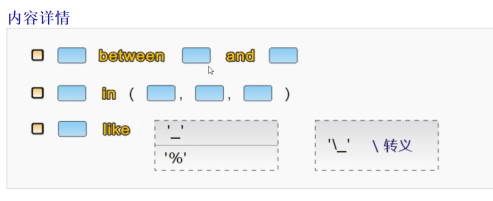 内容详情
between and
in ( , , )
like '_'
'%'
'\_' \ 转义